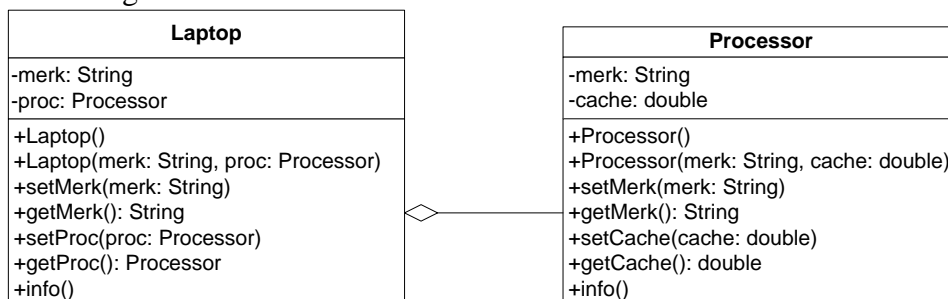 Laptop
-merk: String
-proc: Processor
+Laptop()
+Laptop(merk: String, proc: Processor)
+setMerk(merk: String)
+getMerk(): String
+setProc(proc: Processor)
+getProc(): Processor
+info()
Processor
-merk: String
-cache: double
+Processor()
+Processor(merk: String, cache: double)
+setMerk(merk: String)
+getMerk(): String
+setCache(cache: double)
+getCache(): double
+info()